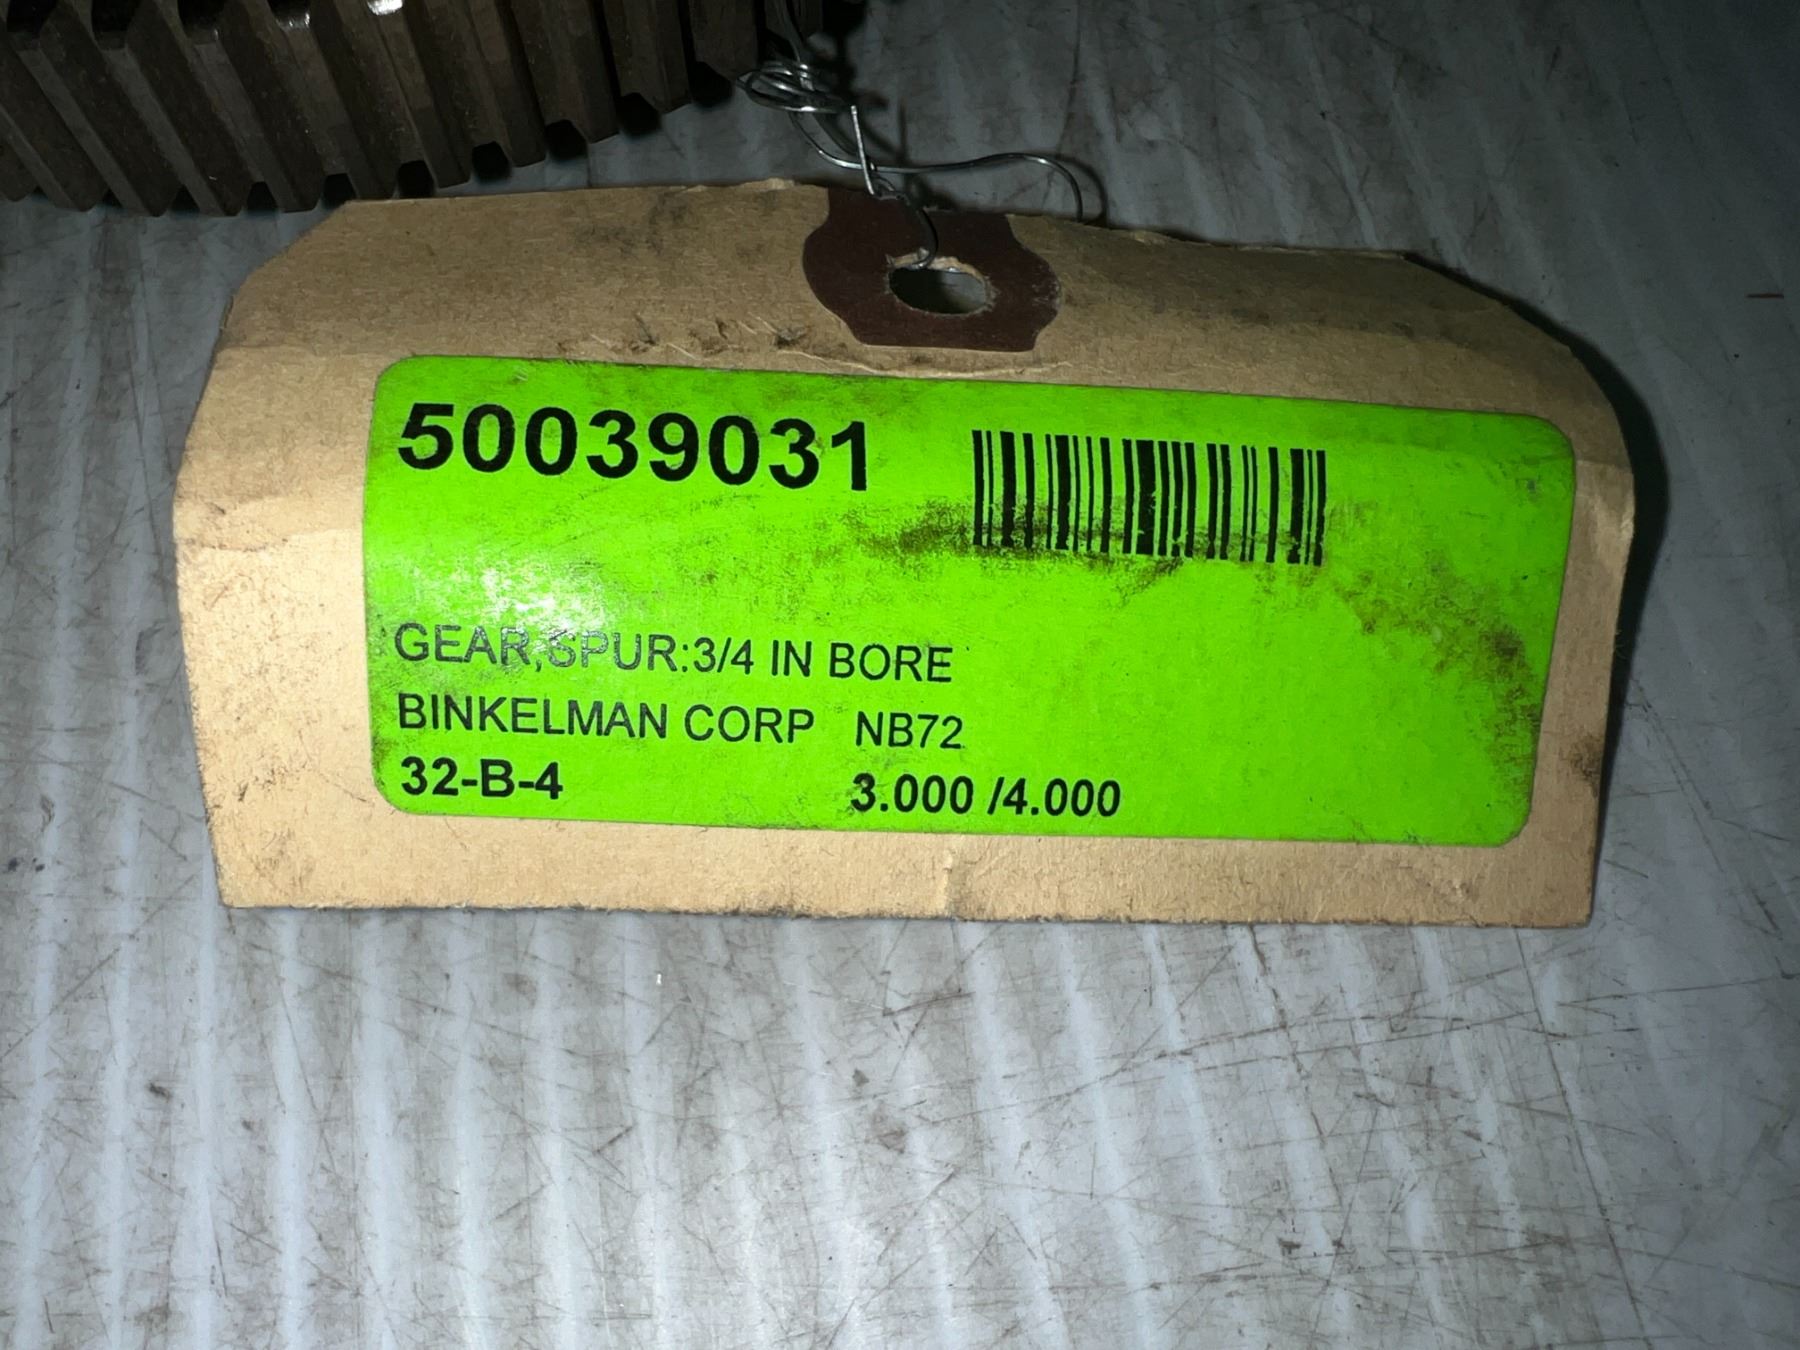 50039031
GEAR,SPUR:3/4 IN BORE
BINKELMAN CORP NB72
32-B-4 3.000 /4.000